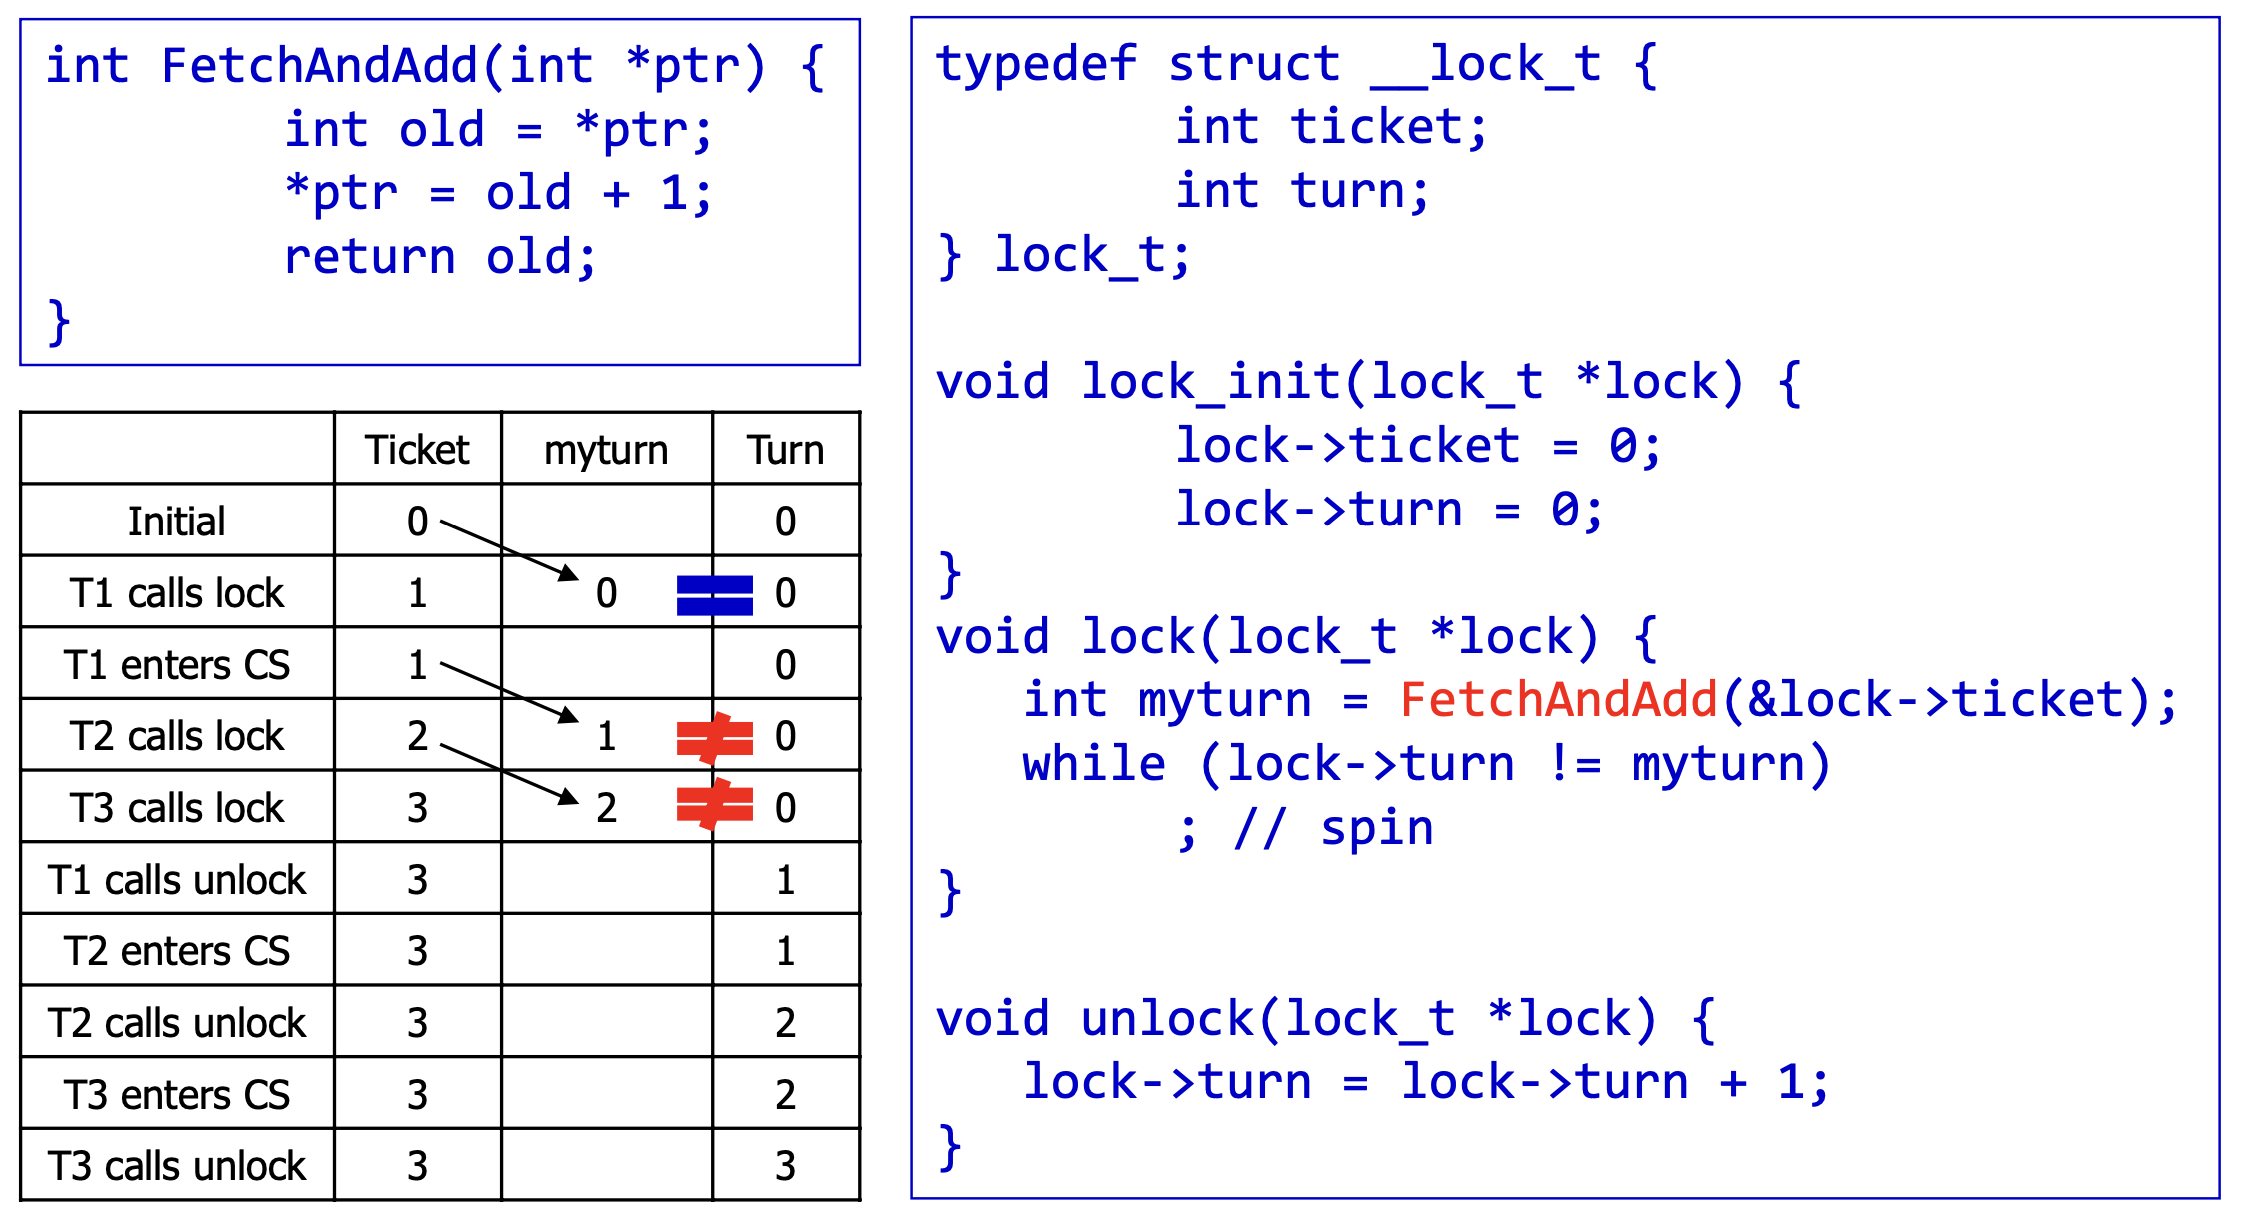 int FetchAndAdd(int *ptr) {
int old = *ptr;
*ptr = old + 1;
return old;
}
Ticket myturn Turn
Initial 0 0
T1 calls lock 1 0 = 0
T1 enters CS 1 0
T2 calls lock 2 1 ≠ 0
T3 calls lock 3 2 ≠ 0
T1 calls unlock 3 1
T2 enters CS 3 1
T2 calls unlock 3 2
T3 enters CS 3 2
T3 calls unlock 3 3
typedef struct __lock_t {
int ticket;
int turn;
} lock_t;
void lock_init(lock_t *lock) {
lock->ticket = 0;
lock->turn = 0;
}
void lock(lock_t *lock) {
int myturn = FetchAndAdd(&lock->ticket);
while (lock->turn != myturn)
; // spin
}
void unlock(lock_t *lock) {
lock->turn = lock->turn + 1;
}